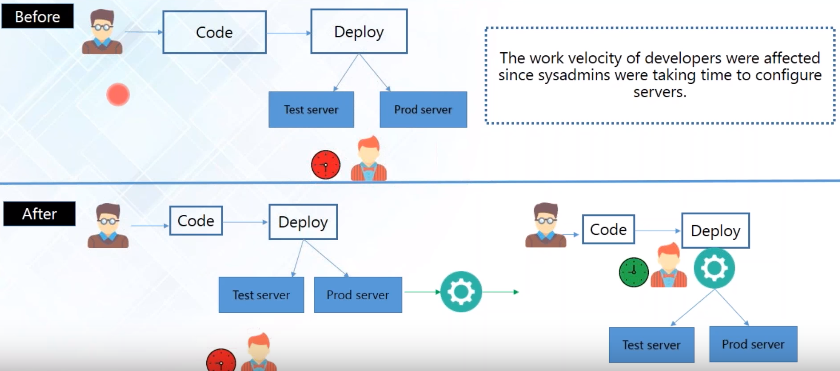 Before
Code
Deploy
Test server
Prod server
The work velocity of developers were affected
since sysadmins were taking time to configure
servers.
After
Code
Deploy
Test server
Prod server
Code
Deploy
Test server
Prod server